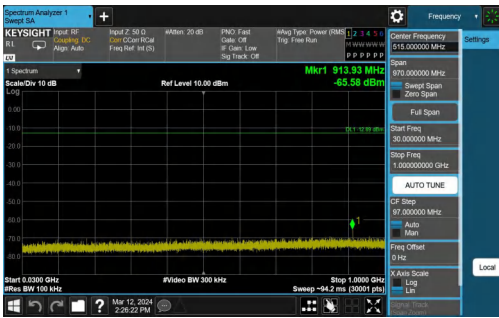 Spectrum Analyzer 1
Swept SA
+
Frequency
KEYSIGHT
RL
Input: RF
Coupling: DC
Align: Auto
Input Z: 50 Ω
Corr CCorr RCal
Freq Ref: Int (S)
#Atten: 20 dB
PNO: Fast
Gate: Off
IF Gain: Low
Sig Track: Off
#Avg Type: Power (RMS
Trig: Free Run
1 2 3 4 5 6
M W W W W W
P P P P P P
LV
1 Spectrum
Scale/Div 10 dB
Log
Ref Level 10.00 dBm
Mkr1 913.93 MHz
-65.58 dBm
0.00
-10.0
-20.0
-30.0
-40.0
-50.0
-60.0
-70.0
-80.0
1
Start 0.0300 GHz
#Res BW 100 kHz
#Video BW 300 kHz
Stop 1.0000 GHz
Sweep ~94.2 ms (30001 pts)
Mar 12, 2024
2:26:22 PM
?
Center Frequency
515.000000 MHz
Span
970.000000 MHz
Swept Span
Zero Span
Full Span
Start Freq
30.000000 MHz
Stop Freq
1.000000000 GHz
AUTO TUNE
CF Step
97.000000 MHz
Auto
Man
Freq Offset
0 Hz
X Axis Scale
Log
Lin
Signal Track
Settings
Local